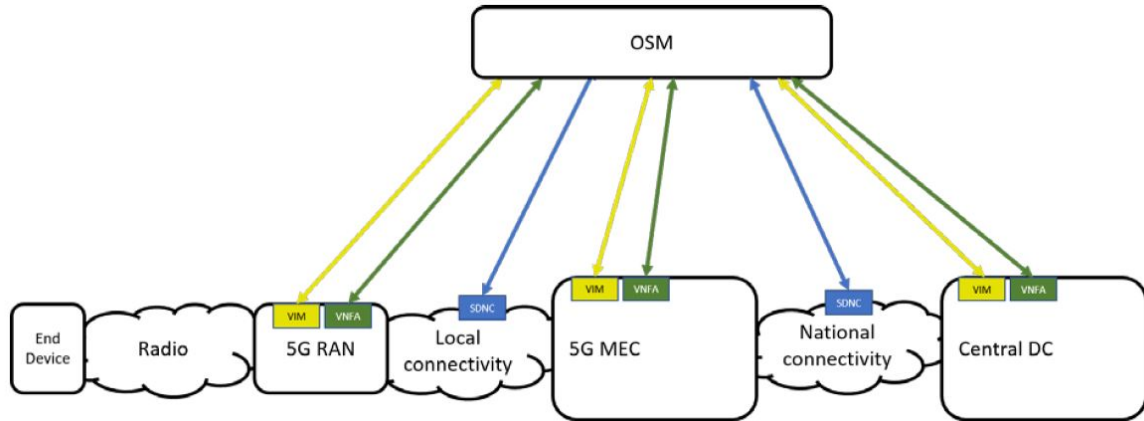 OSM
VIM
VNFA
SDNC
VIM
VNFA
SDNC
VIM
VNFA
End
Device
Radio
5G RAN
Local
connectivity
5G MEC
National
connectivity
Central DC